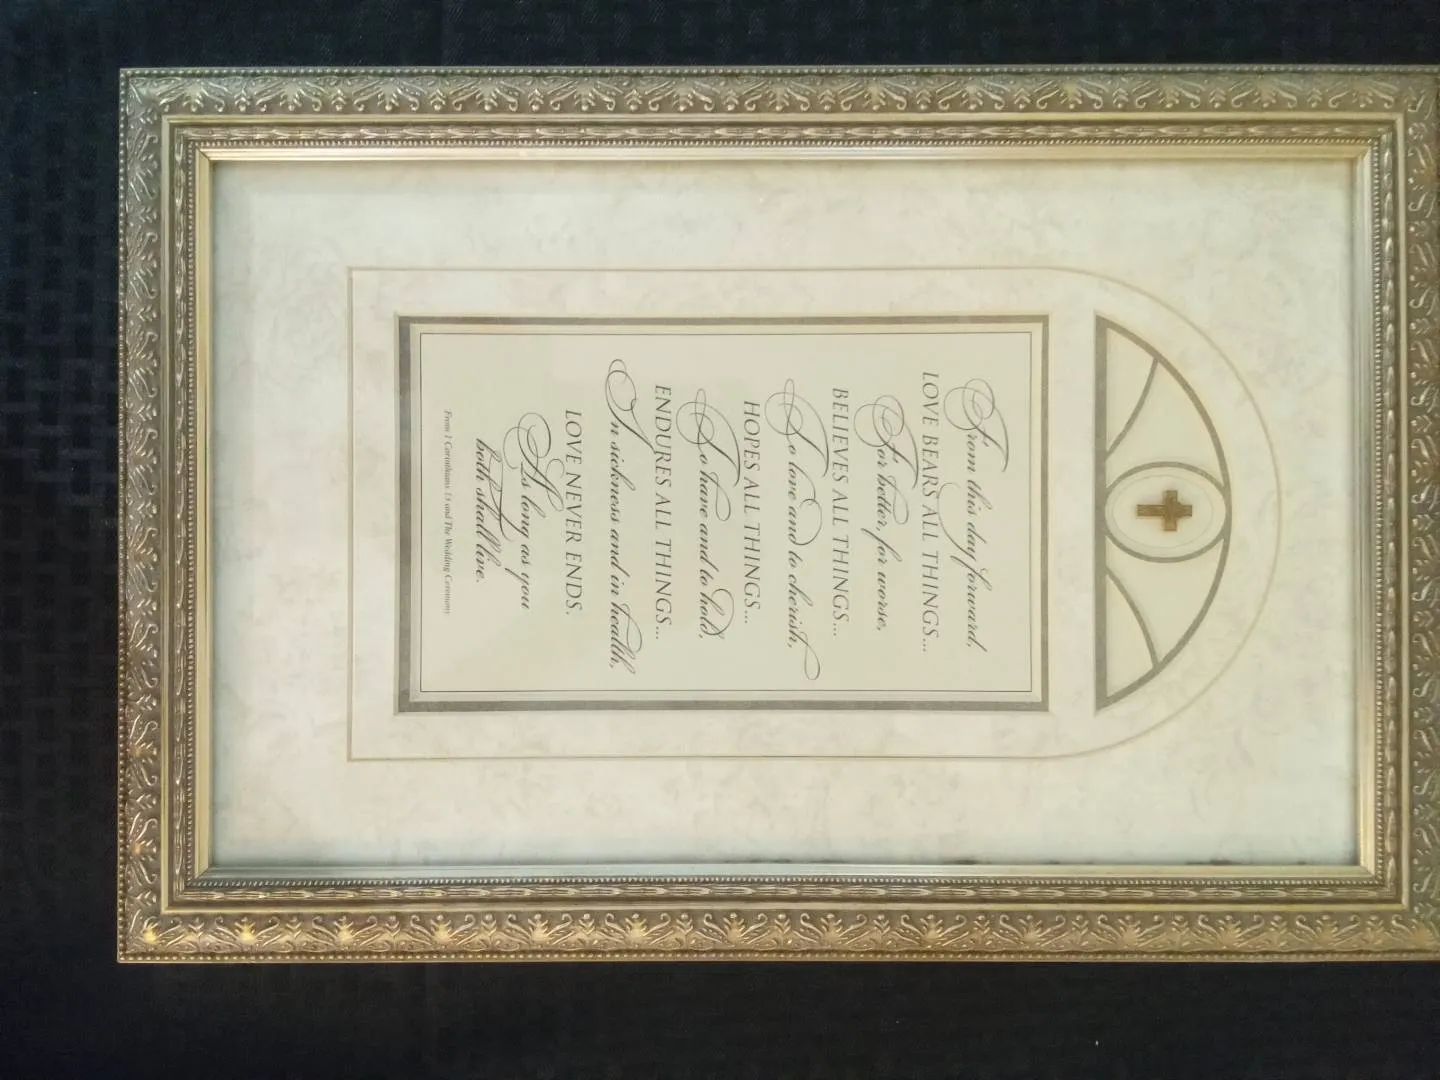 From this day forward,
LOVE BEARS ALL THINGS...
For better, for worse,
BELIEVES ALL THINGS...
To love and to cherish,
HOPES ALL THINGS...
To have and to hold,
ENDURES ALL THINGS...
In sickness and in health,
LOVE NEVER ENDS.
As long as you
both shall live.
From 1 Corinthians 13 and The Wedding Ceremony